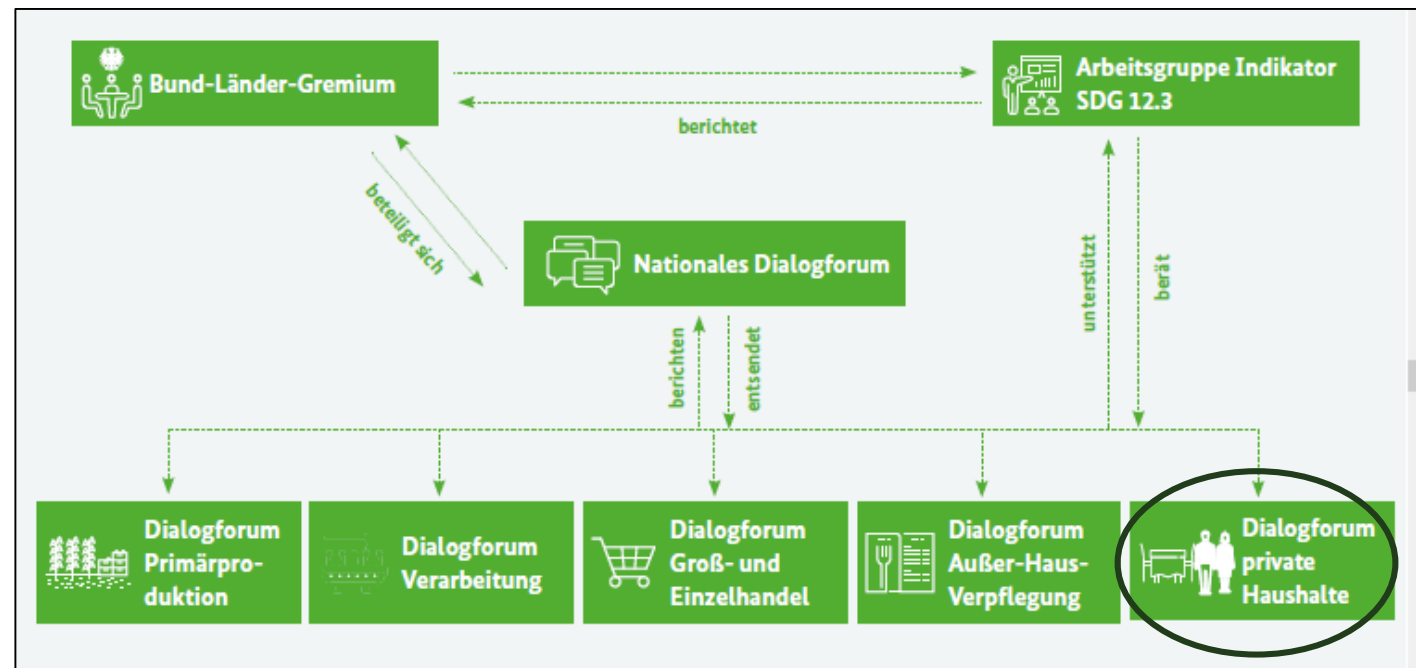 Bund-Länder-Gremium
Arbeitsgruppe Indikator
SDG 12.3
berichtet
beteiligt sich
Nationales Dialogforum
unterstützt
berät
berichten
entsendet
Dialogforum
Primärpro-
duktion
Dialogforum
Verarbeitung
Dialogforum
Groß- und
Einzelhandel
Dialogforum
Außer-Haus-
Verpflegung
Dialogforum
private
Haushalte